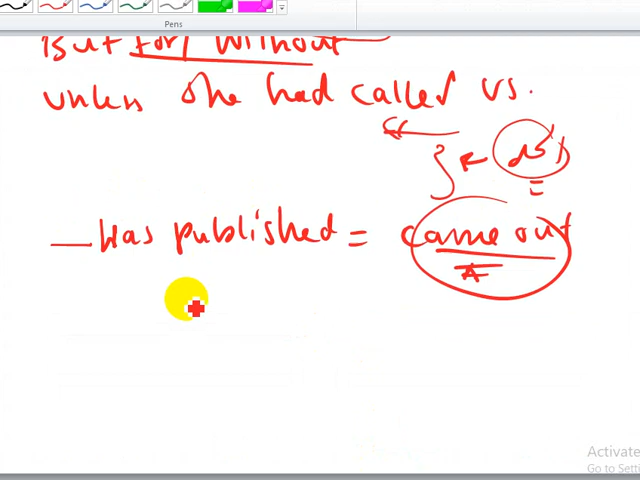 Pens
But for / without
unless She had called us.
Was published = came out
Activate
Go to Setti